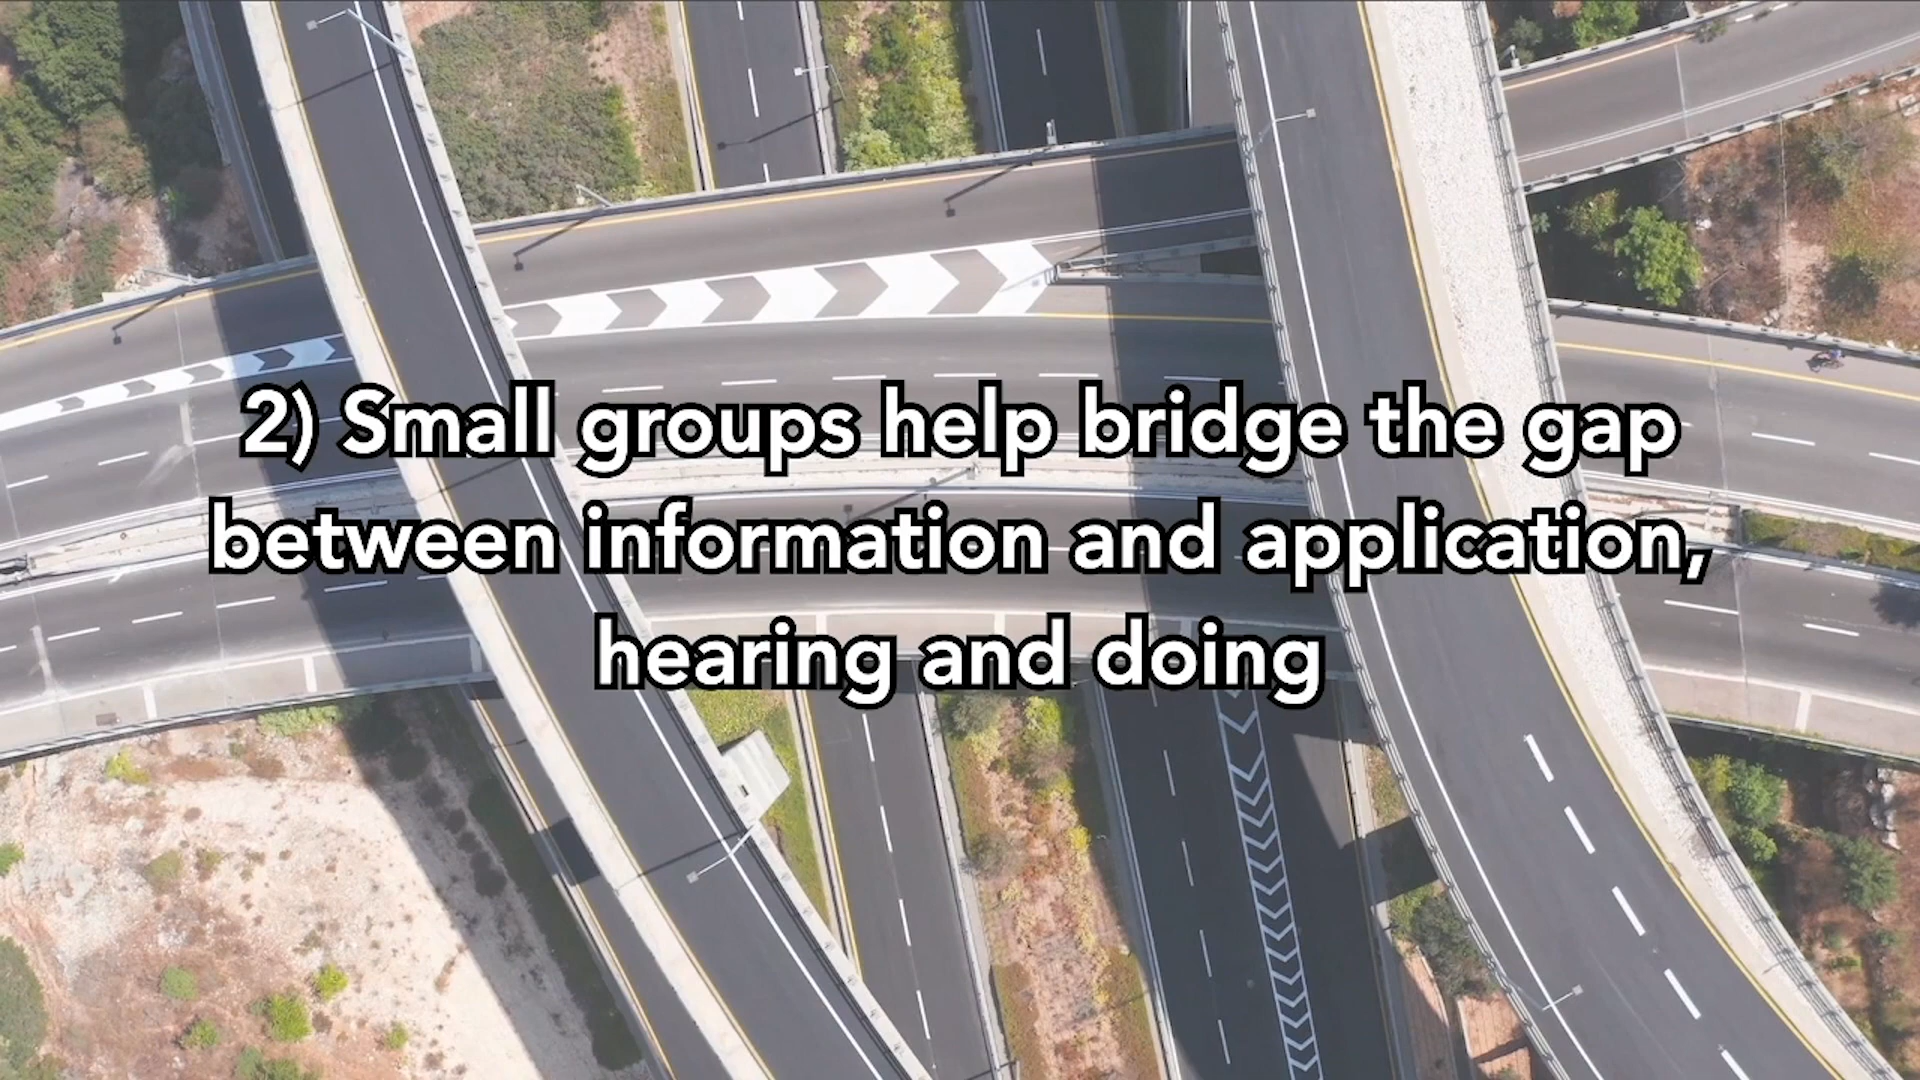 2) Small groups help bridge the gap
between information and application,
hearing and doing